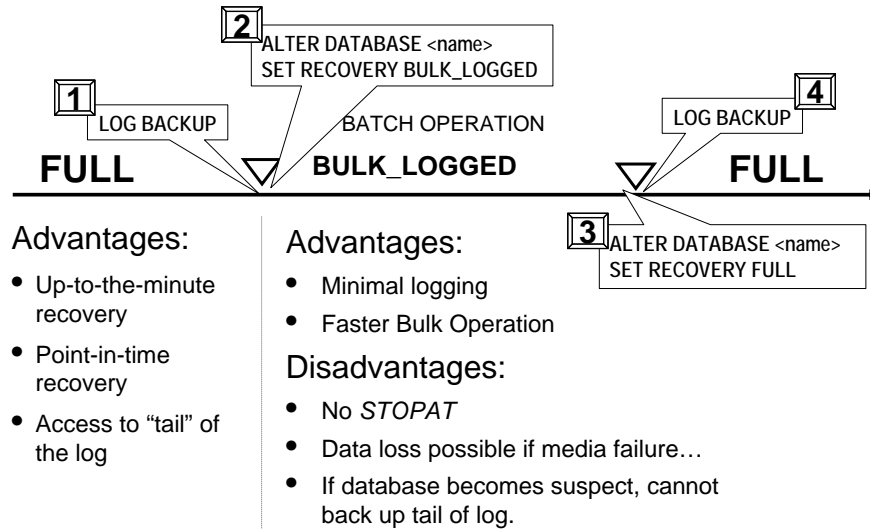 2
ALTER DATABASE <name>
SET RECOVERY BULK_LOGGED
1
LOG BACKUP
BATCH OPERATION
4
LOG BACKUP
FULL
BULK_LOGGED
FULL
3
ALTER DATABASE <name>
SET RECOVERY FULL
Advantages:
• Up-to-the-minute
recovery
• Point-in-time
recovery
• Access to “tail” of
the log
Advantages:
• Minimal logging
• Faster Bulk Operation
Disadvantages:
• No STOPAT
• Data loss possible if media failure…
• If database becomes suspect, cannot
back up tail of log.